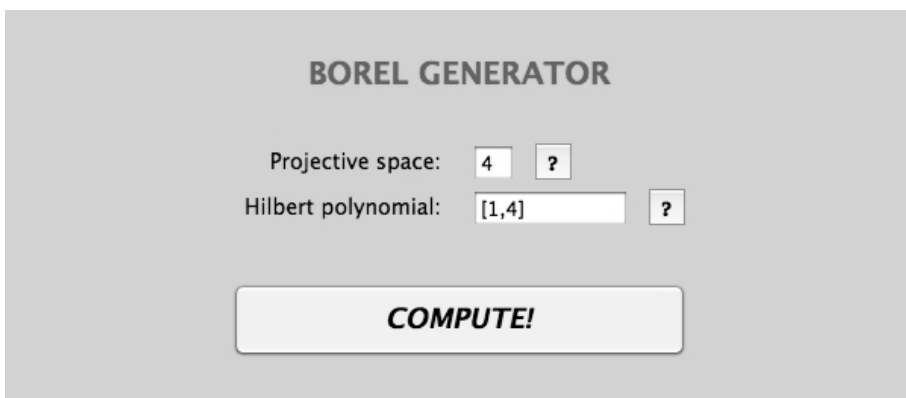 BOREL GENERATOR
Projective space: 4 ?
Hilbert polynomial: [1,4] ?
COMPUTE!